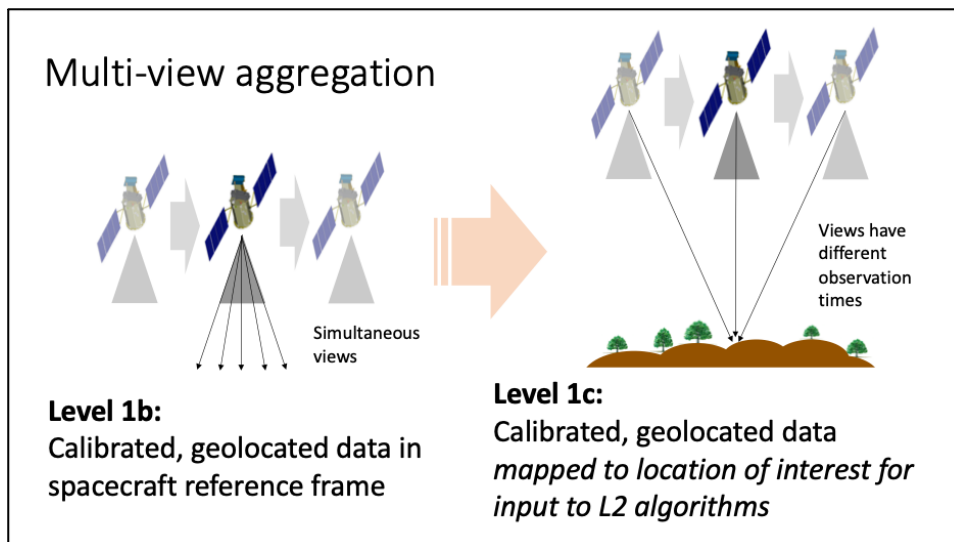 Multi-view aggregation
Simultaneous
views
Level 1b:
Calibrated, geolocated data in
spacecraft reference frame
Views have
different
observation
times
Level 1c:
Calibrated, geolocated data
mapped to location of interest for
input to L2 algorithms